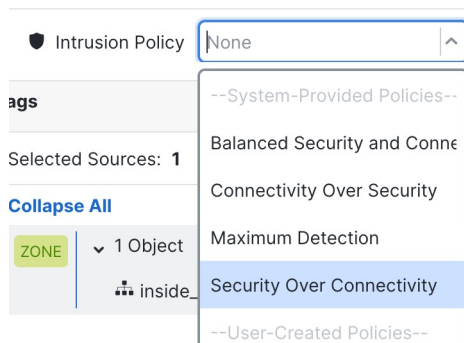 Intrusion Policy
None
--System-Provided Policies--
Balanced Security and Conne
Connectivity Over Security
Maximum Detection
Security Over Connectivity
--User-Created Policies--
ags
Selected Sources: 1
Collapse All
ZONE
1 Object
inside_